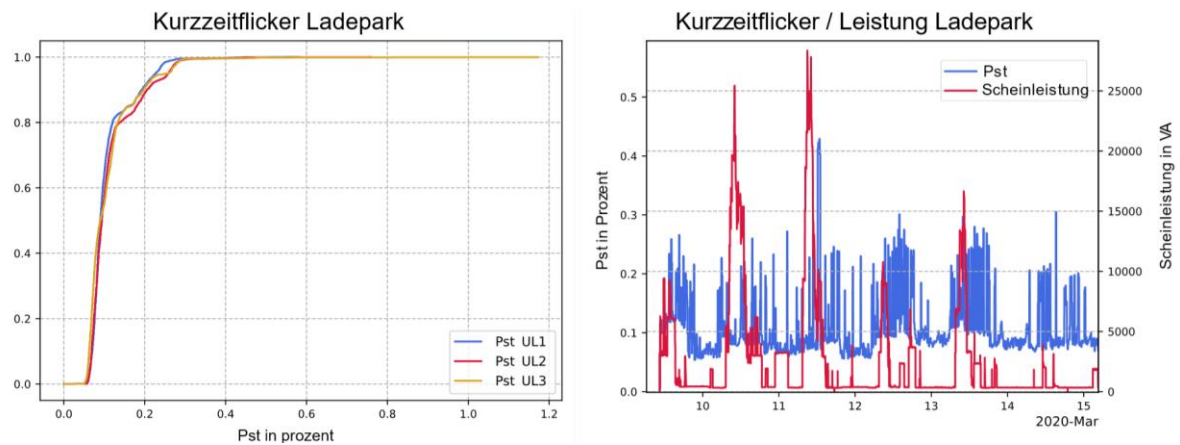 Kurzzeitflicker Ladepark
1.0
0.8
0.6
0.4
0.2
0.0
Pst UL1
Pst UL2
Pst UL3
0.0 0.2 0.4 0.6 0.8 1.0 1.2
Pst in prozent
Kurzzeitflicker / Leistung Ladepark
Pst in Prozent
0.5
0.4
0.3
0.2
0.1
0.0
Pst
Scheinleistung
25000
20000
15000
10000
5000
0
Scheinleistung in VA
10 11 12 13 14 15
2020-Mar